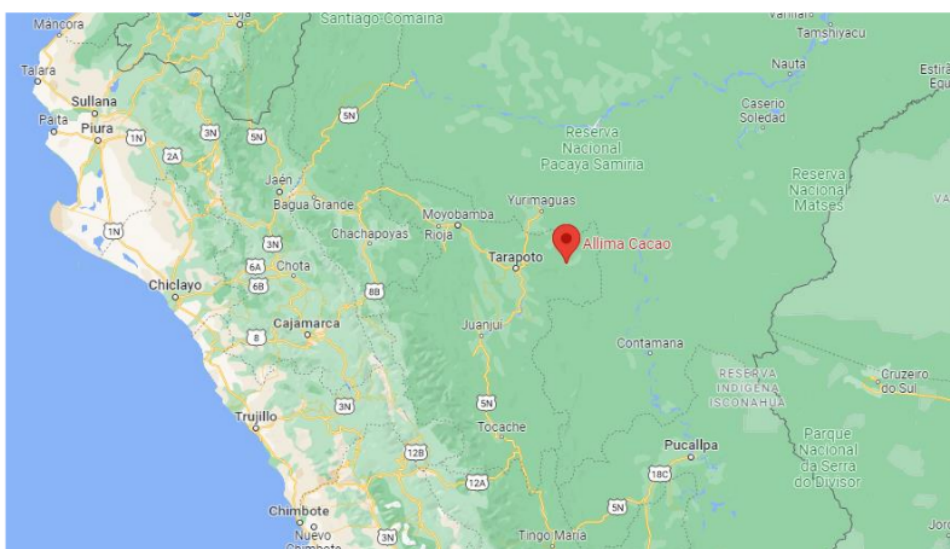 Santiago-Comaina
Máncora
Tamshiyacu
Talara
Nauta
Sullana
5N
Caserio
Soledad
Paita
Piura
1N
3N
5N
2A
Reserva
Nacional
Pacaya Samiria
Jaén
Bagua Grande
Reserva
Nacional
Matses
Yurimaguas
Moyobamba
Rioja
1N
Chachapoyas
3N
Allima Cacao
Tarapoto
6A
Chota
6B
Chiclayo
8B
8
Cajamarca
Juanjuí
Contamana
RESERVA
INDIGENA
ISCONAHUA
Cruzeiro
do Sul
3N
5N
Trujillo
Tocache
Parque
Nacional
da Serra
do Divisor
Pucallpa
12B
12A
18C
Chimbote
Nuevo
3N
5N
Tingo María